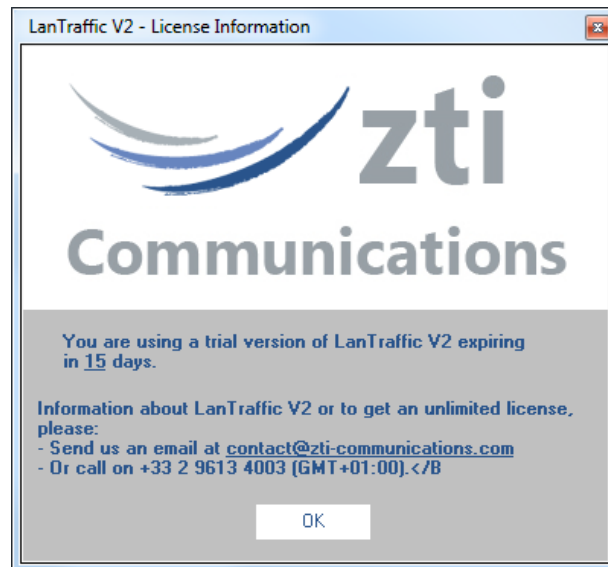 LanTraffic V2 - License Information
zti
Communications
You are using a trial version of LanTraffic V2 expiring
in 15 days.
Information about LanTraffic V2 or to get an unlimited license,
please:
- Send us an email at contact@zti-communications.com
- Or call on +33 2 9613 4003 (GMT+01:00).</B
OK